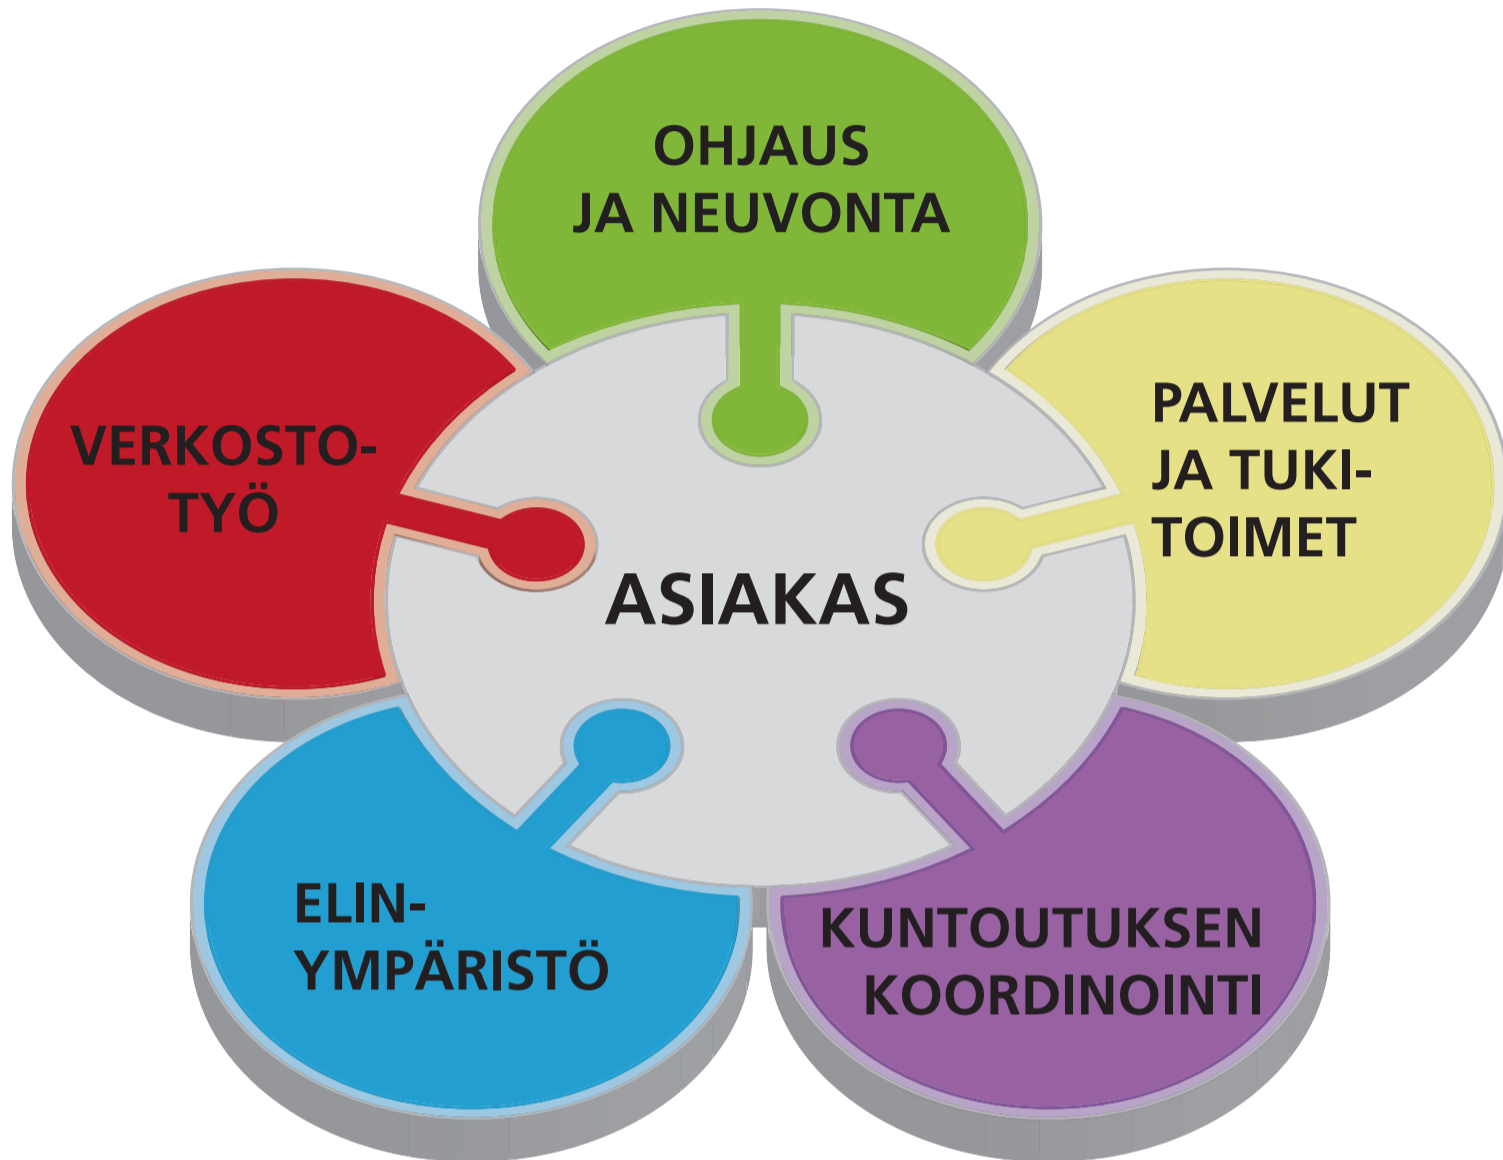 OHJAUS
JA NEUVONTA
PALVELUT
JA TUKI-
TOIMET
VERKOSTO-
TYÖ
ASIAKAS
ELIN-
YMPÄRISTÖ
KUNTOUTUKSEN
KOORDINOINTI